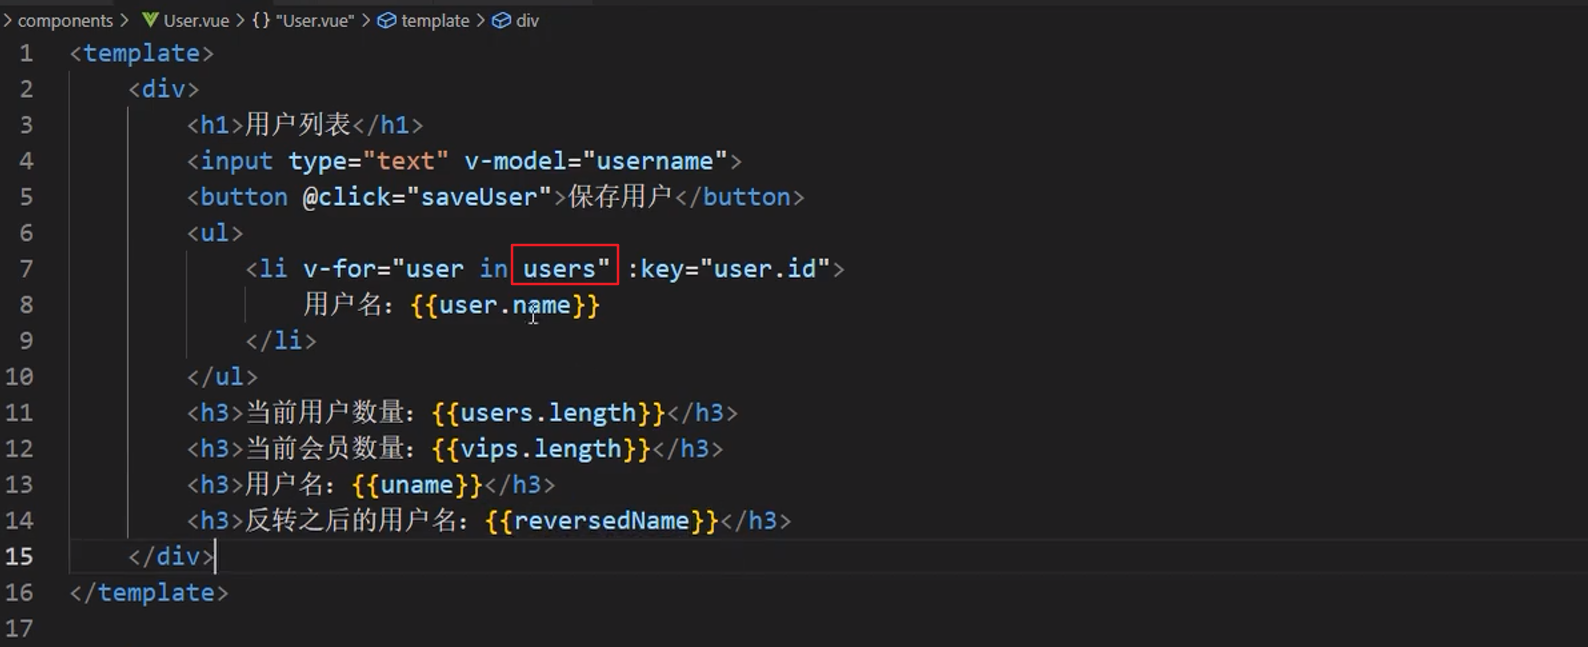 components > User.vue > {} "User.vue" > template > div
1 <template>
2 <div>
3 <h1>用户列表</h1>
4 <input type="text" v-model="username">
5 <button @click="saveUser">保存用户</button>
6 <ul>
7 <li v-for="user in users" :key="user.id">
8 用户名：{{user.name}}
9 </li>
10 </ul>
11 <h3>当前用户数量：{{users.length}}</h3>
12 <h3>当前会员数量：{{vips.length}}</h3>
13 <h3>用户名：{{uname}}</h3>
14 <h3>反转之后的用户名：{{reversedName}}</h3>
15 </div>
16 </template>
17